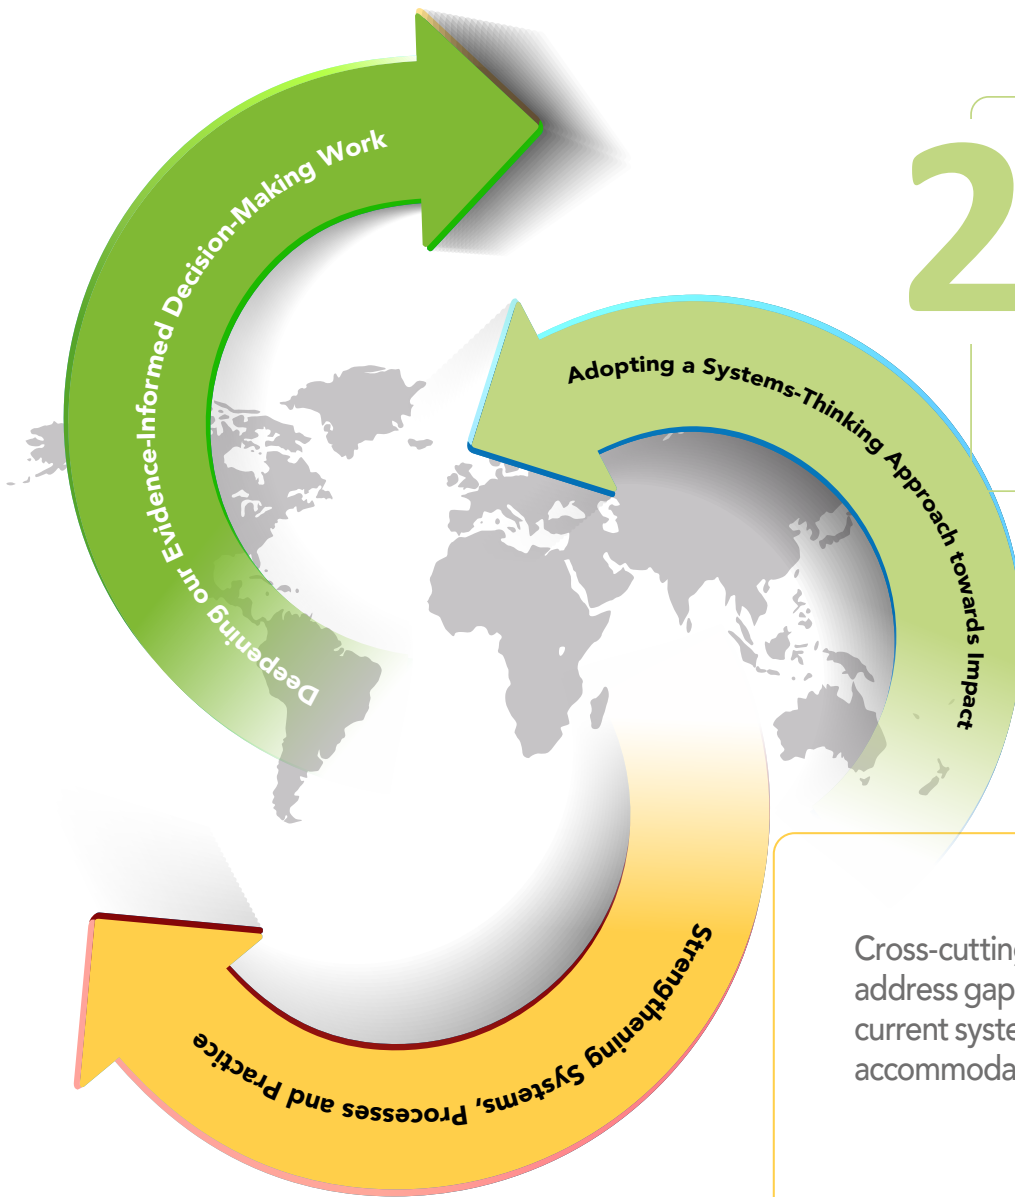 Deepening our Evidence-Informed Decision-Making Work
2
Adopting a Systems-Thinking Approach towards Impact
Strengthening Systems, Processes and Practice
Cross-cutting
address gap
current syste
accommoda